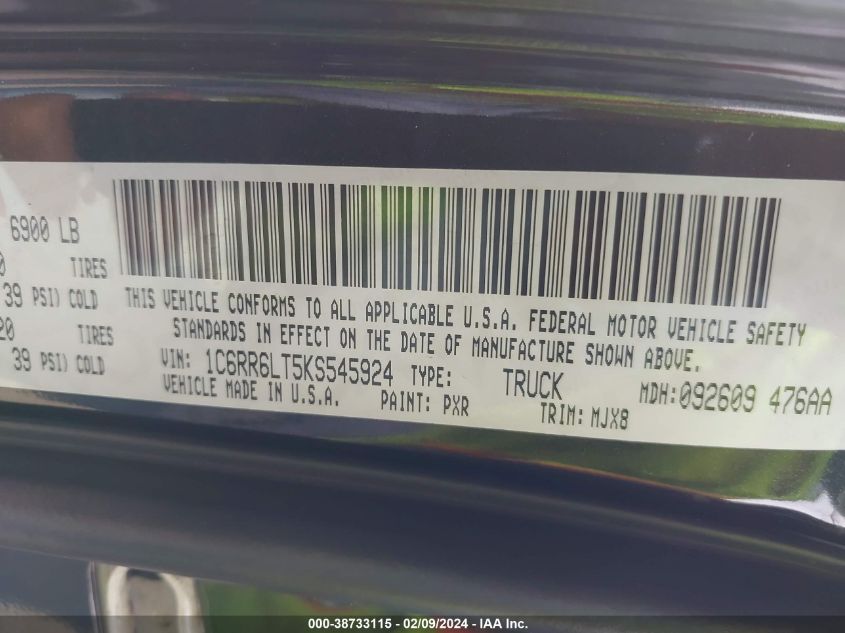 6900 LB
0 TIRES
39 PSI) COLD
20 TIRES
39 PSI) COLD
THIS VEHICLE CONFORMS TO ALL APPLICABLE U.S.A. FEDERAL MOTOR VEHICLE SAFETY
STANDARDS IN EFFECT ON THE DATE OF MANUFACTURE SHOWN ABOVE.
VIN: 1C6RR6LT5KS545924 TYPE: TRUCK MDH:092609 476AA
VEHICLE MADE IN U.S.A. PAINT: PXR TRIM: MJX8
000-38733115 - 02/09/2024 - IAA Inc.